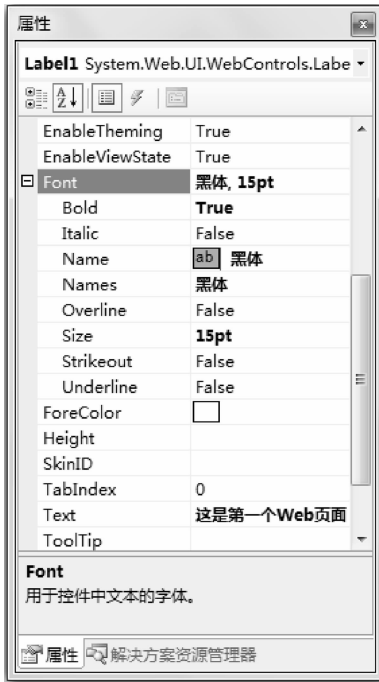 属性
Label1 System.Web.UI.WebControls.Labe
A Z
EnableTheming True
EnableViewState True
Font 黑体, 15pt
Bold True
Italic False
Name ab 黑体
Names 黑体
Overline False
Size 15pt
Strikeout False
Underline False
ForeColor
Height
SkinID
TabIndex 0
Text 这是第一个Web页面
ToolTip
Font
用于控件中文本的字体。
属性 解决方案资源管理器